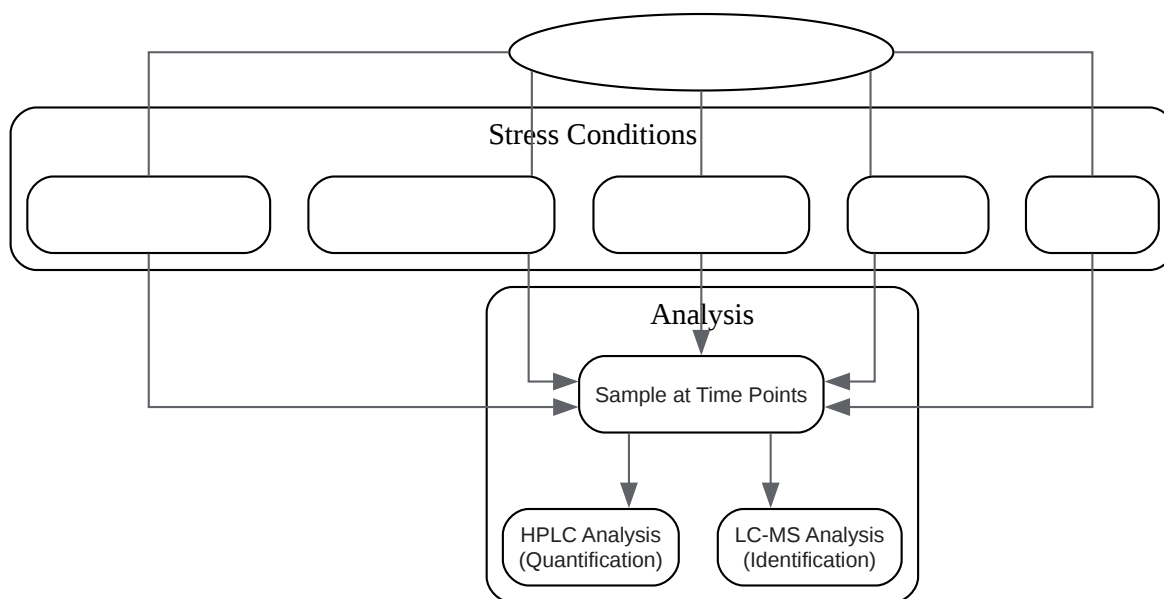 Stress Conditions
Analysis
Sample at Time Points
HPLC Analysis
(Quantification)
LC-MS Analysis
(Identification)